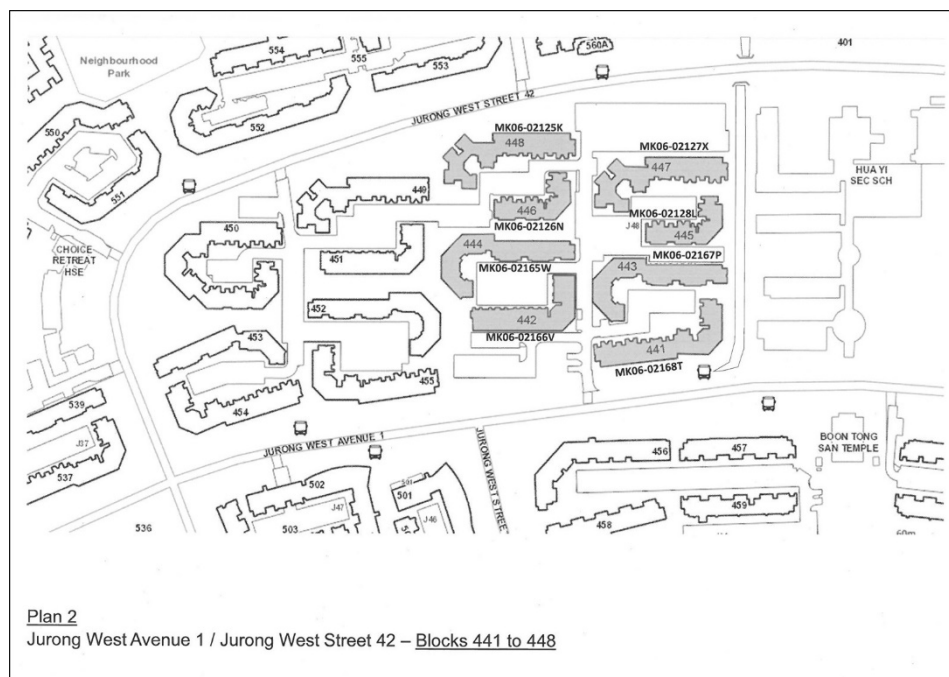 554
555
553
560A
401
Neighbourhood
Park
552
550
551
JURONG WEST STREET 42
MK06-02125K
448
MK06-02127X
447
HUA YI
SEC SCH
449
446
MK06-02126N
MK06-02128L
J48
445
450
CHOICE
RETREAT
HSE
451
444
MK06-02165W
MK06-02167P
443
452
442
MK06-02166V
453
441
MK06-02168T
455
454
539
J37
537
JURONG WEST AVENUE 1
JURONG WEST STREET
456
457
BOON TONG
SAN TEMPLE
502
501
J47
503
J46
536
458
459
60m
Plan 2
Jurong West Avenue 1 / Jurong West Street 42 – Blocks 441 to 448